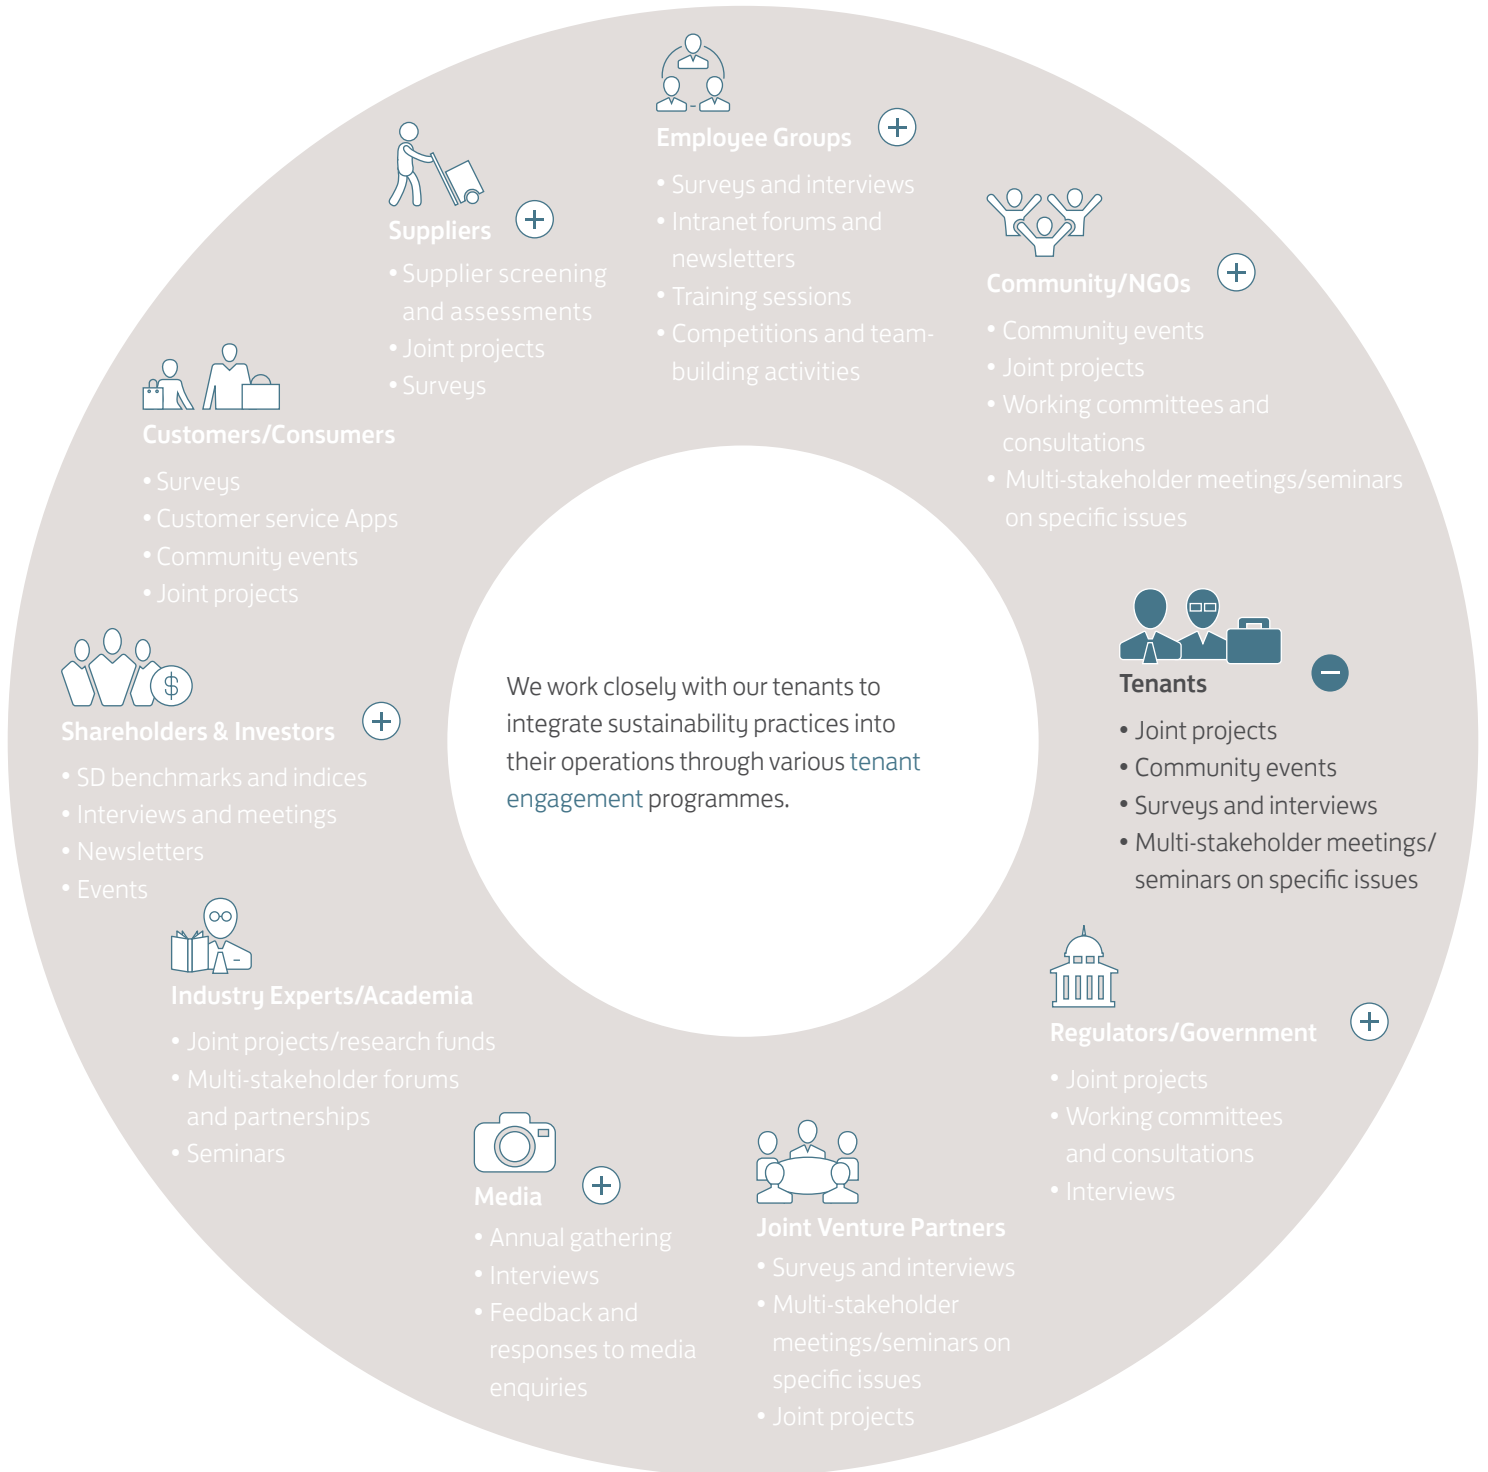 Employee Groups
• Surveys and interviews
• Intranet forums and
newsletters
• Training sessions
• Competitions and team-
building activities
Suppliers
• Supplier screening
and assessments
• Joint projects
• Surveys
Community/NGOs
• Community events
• Joint projects
• Working committees and
consultations
• Multi-stakeholder meetings/seminars
on specific issues
Customers/Consumers
• Surveys
• Customer service Apps
• Community events
• Joint projects
Tenants
• Joint projects
• Community events
• Surveys and interviews
• Multi-stakeholder meetings/
seminars on specific issues
We work closely with our tenants to
integrate sustainability practices into
their operations through various tenant
engagement programmes.
$
Shareholders & Investors
• SD benchmarks and indices
• Interviews and meetings
• Newsletters
• Events
Industry Experts/Academia
• Joint projects/research funds
• Multi-stakeholder forums
and partnerships
• Seminars
Regulators/Government
• Joint projects
• Working committees
and consultations
• Interviews
Media
• Annual gathering
• Interviews
• Feedback and
responses to media
enquiries
Joint Venture Partners
• Surveys and interviews
• Multi-stakeholder
meetings/seminars on
specific issues
• Joint projects